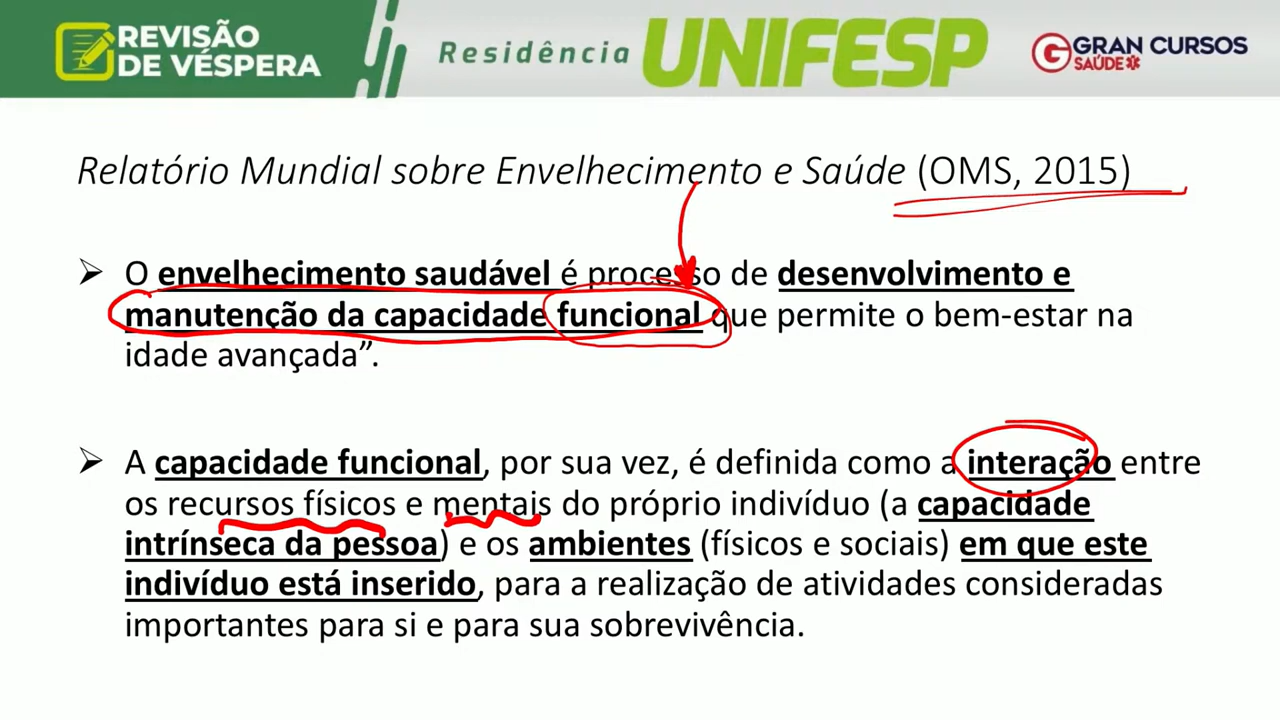 REVISÃO
DE VÉSPERA
Residência UNIFESP
GRAN CURSOS
SAÚDE
Relatório Mundial sobre Envelhecimento e Saúde (OMS, 2015)
➢ O envelhecimento saudável é processo de desenvolvimento e
manutenção da capacidade funcional que permite o bem-estar na
idade avançada”.
➢ A capacidade funcional, por sua vez, é definida como a interação entre
os recursos físicos e mentais do próprio indivíduo (a capacidade
intrínseca da pessoa) e os ambientes (físicos e sociais) em que este
indivíduo está inserido, para a realização de atividades consideradas
importantes para si e para sua sobrevivência.